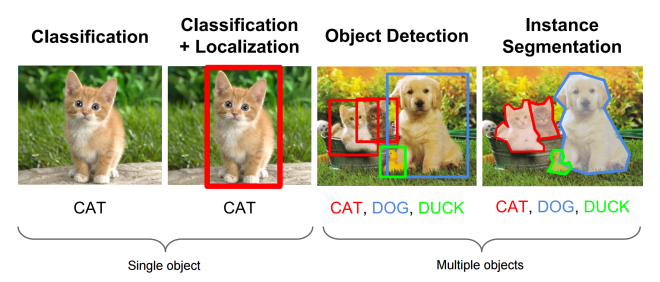 Classification
Classification
+ Localization
Object Detection
Instance
Segmentation
CAT
CAT
CAT, DOG, DUCK
CAT, DOG, DUCK
Single object
Multiple objects